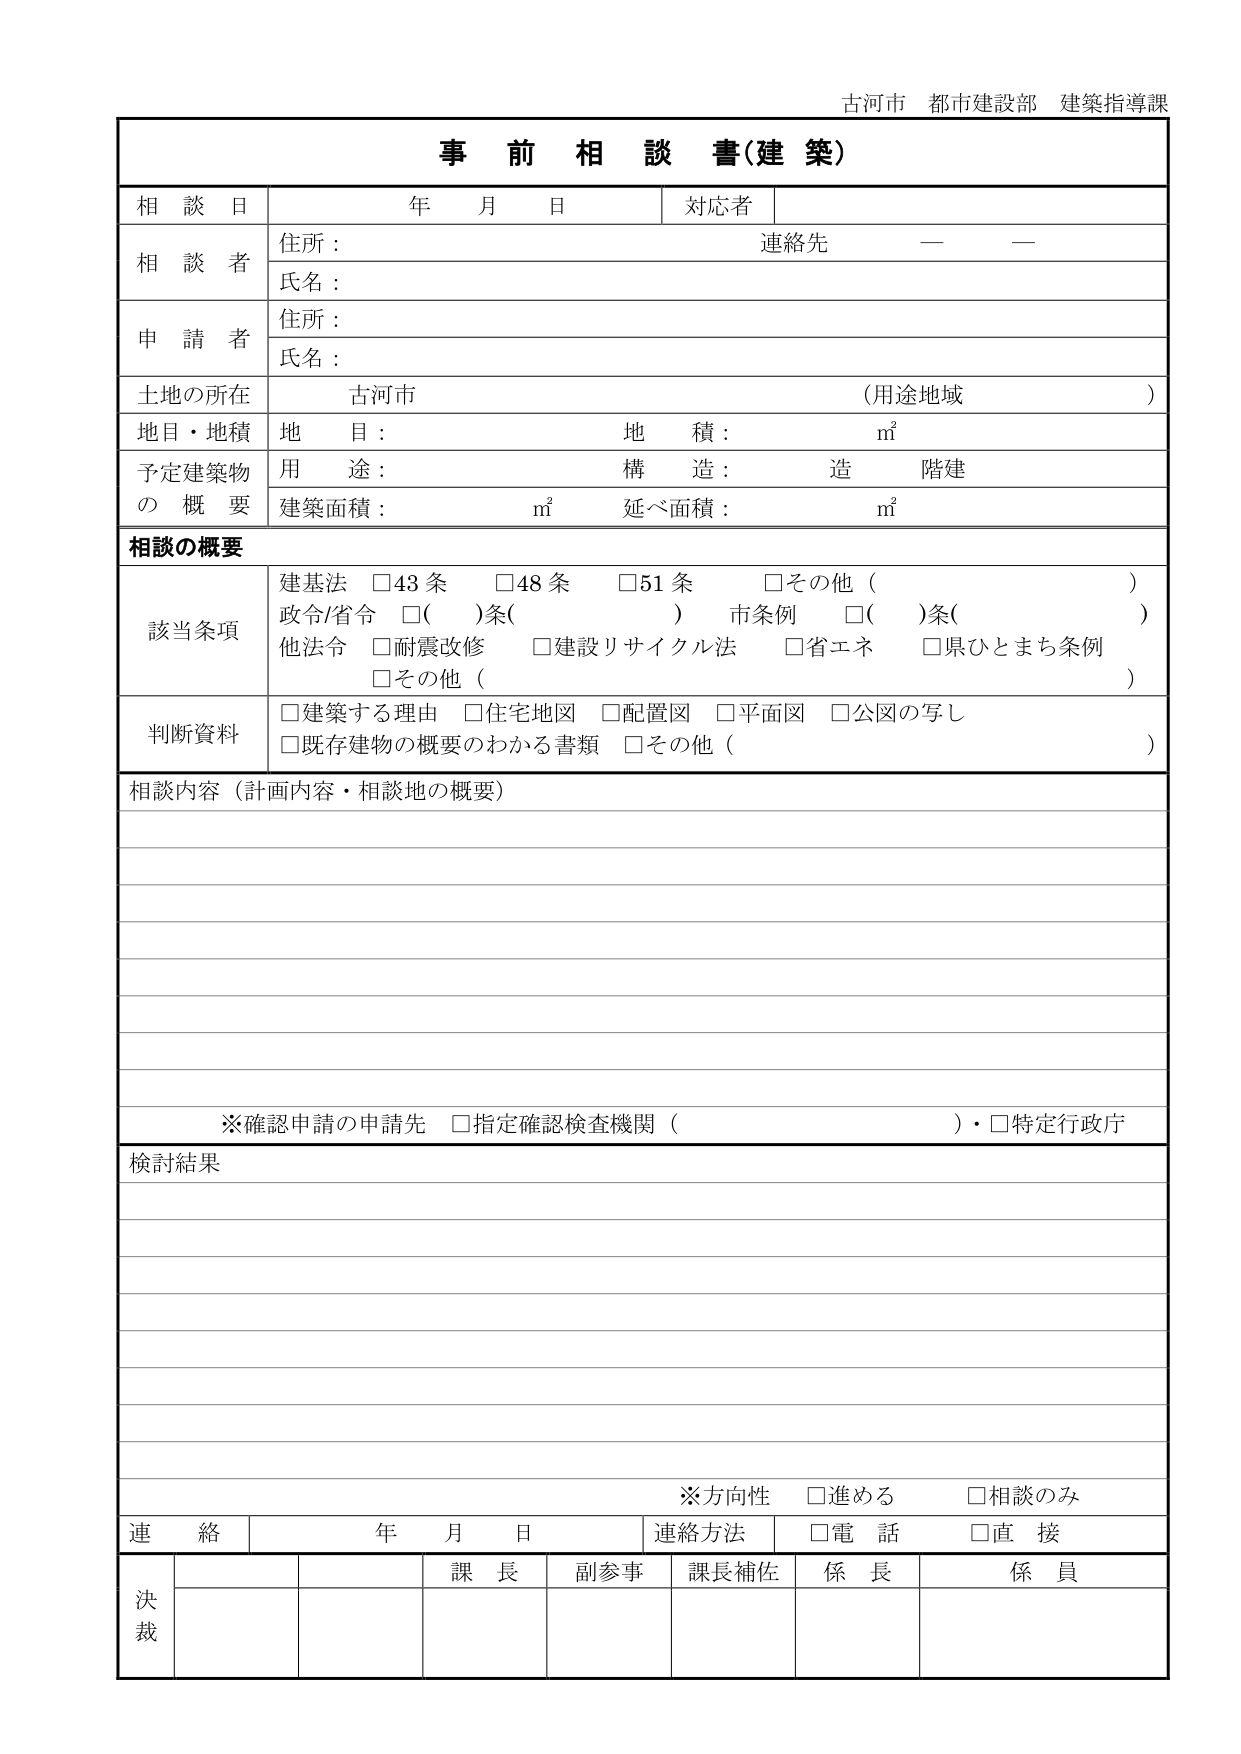 古河市　都市建設部　建築指導課
事　前　相　談　書(建 築)
相　談　日　　年　　月　　日　　対応者
相　談　者
住所：　　連絡先　　―　　―
氏名：
申　請　者
住所：
氏名：
土地の所在　　古河市　　（用途地域　　）
地目・地積　地　　目：　　地　　積：　　㎡
予定建築物の　概　要
用　　途：　　構　　造：　　造　　階建
建築面積：　　㎡　　延べ面積：　　㎡
相談の概要
該当条項
建基法　□43 条　　□48 条　　□51 条　　□その他（　　）
政令/省令　□(　　)条(　　)　　市条例　　□(　　)条(　　)
他法令　□耐震改修　　□建設リサイクル法　　□省エネ　　□県ひとまち条例
□その他（　　）
判断資料
□建築する理由　□住宅地図　□配置図　□平面図　□公図の写し
□既存建物の概要のわかる書類　□その他（　　）
相談内容（計画内容・相談地の概要）
※確認申請の申請先　□指定確認検査機関（　　）・□特定行政庁
検討結果
※方向性　□進める　　□相談のみ
連　　絡　　年　　月　　日　　連絡方法　　□電　話　　□直　接
決裁
課　長　　副参事　　課長補佐　　係　長　　係　員